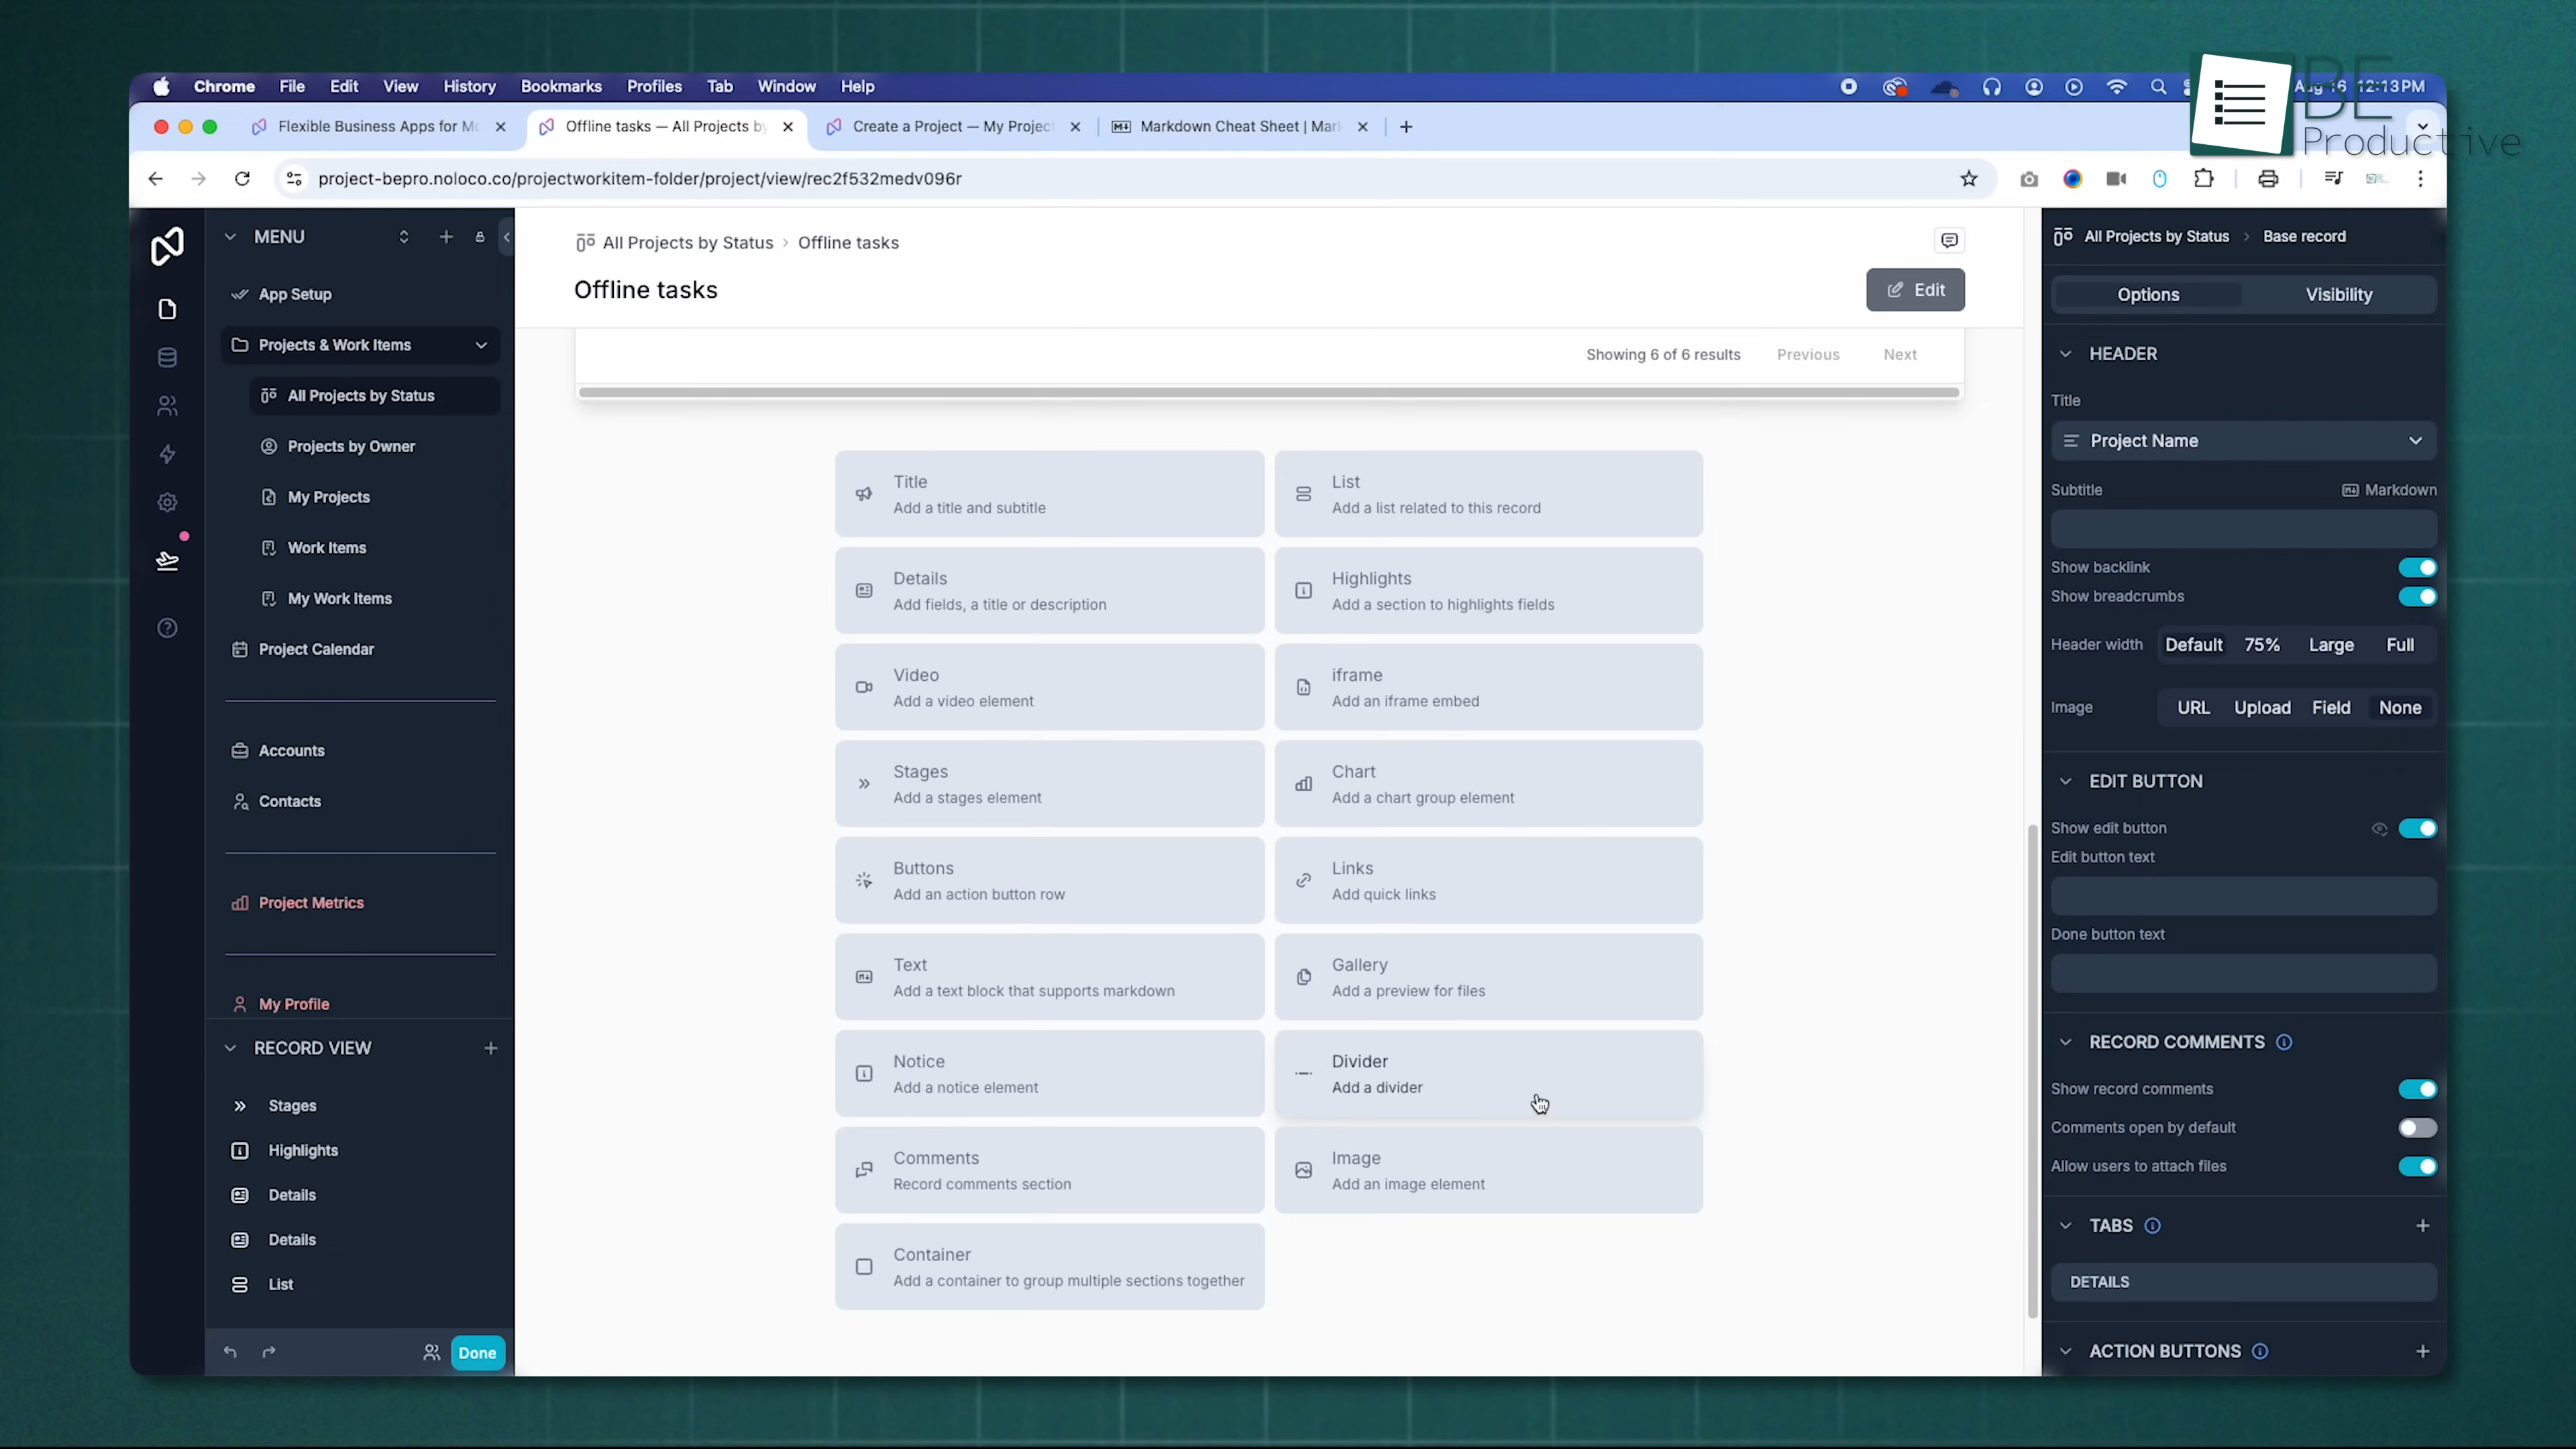 Chrome File Edit View History Bookmarks Profiles Tab Window Help
Aug 16 12:13 PM
BE
Productive
Flexible Business Apps for Mo
Offline tasks — All Projects by
Create a Project — My Project
Markdown Cheat Sheet | Mar
project-bepro.noloco.co/projectworkitem-folder/project/view/rec2f532medv096r
MENU
App Setup
Projects & Work Items
All Projects by Status
Projects by Owner
My Projects
Work Items
My Work Items
Project Calendar
Accounts
Contacts
Project Metrics
My Profile
RECORD VIEW
Stages
Highlights
Details
Details
List
Done
All Projects by Status › Offline tasks
Offline tasks
Edit
Showing 6 of 6 results Previous Next
Title
Add a title and subtitle
List
Add a list related to this record
Details
Add fields, a title or description
Highlights
Add a section to highlights fields
Video
Add a video element
iframe
Add an iframe embed
Stages
Add a stages element
Chart
Add a chart group element
Buttons
Add an action button row
Links
Add quick links
Text
Add a text block that supports markdown
Gallery
Add a preview for files
Notice
Add a notice element
Divider
Add a divider
Comments
Record comments section
Image
Add an image element
Container
Add a container to group multiple sections together
All Projects by Status › Base record
Options Visibility
HEADER
Title
Project Name
Subtitle Markdown
Show backlink
Show breadcrumbs
Header width Default 75% Large Full
Image URL Upload Field None
EDIT BUTTON
Show edit button
Edit button text
Done button text
RECORD COMMENTS
Show record comments
Comments open by default
Allow users to attach files
TABS
DETAILS
ACTION BUTTONS